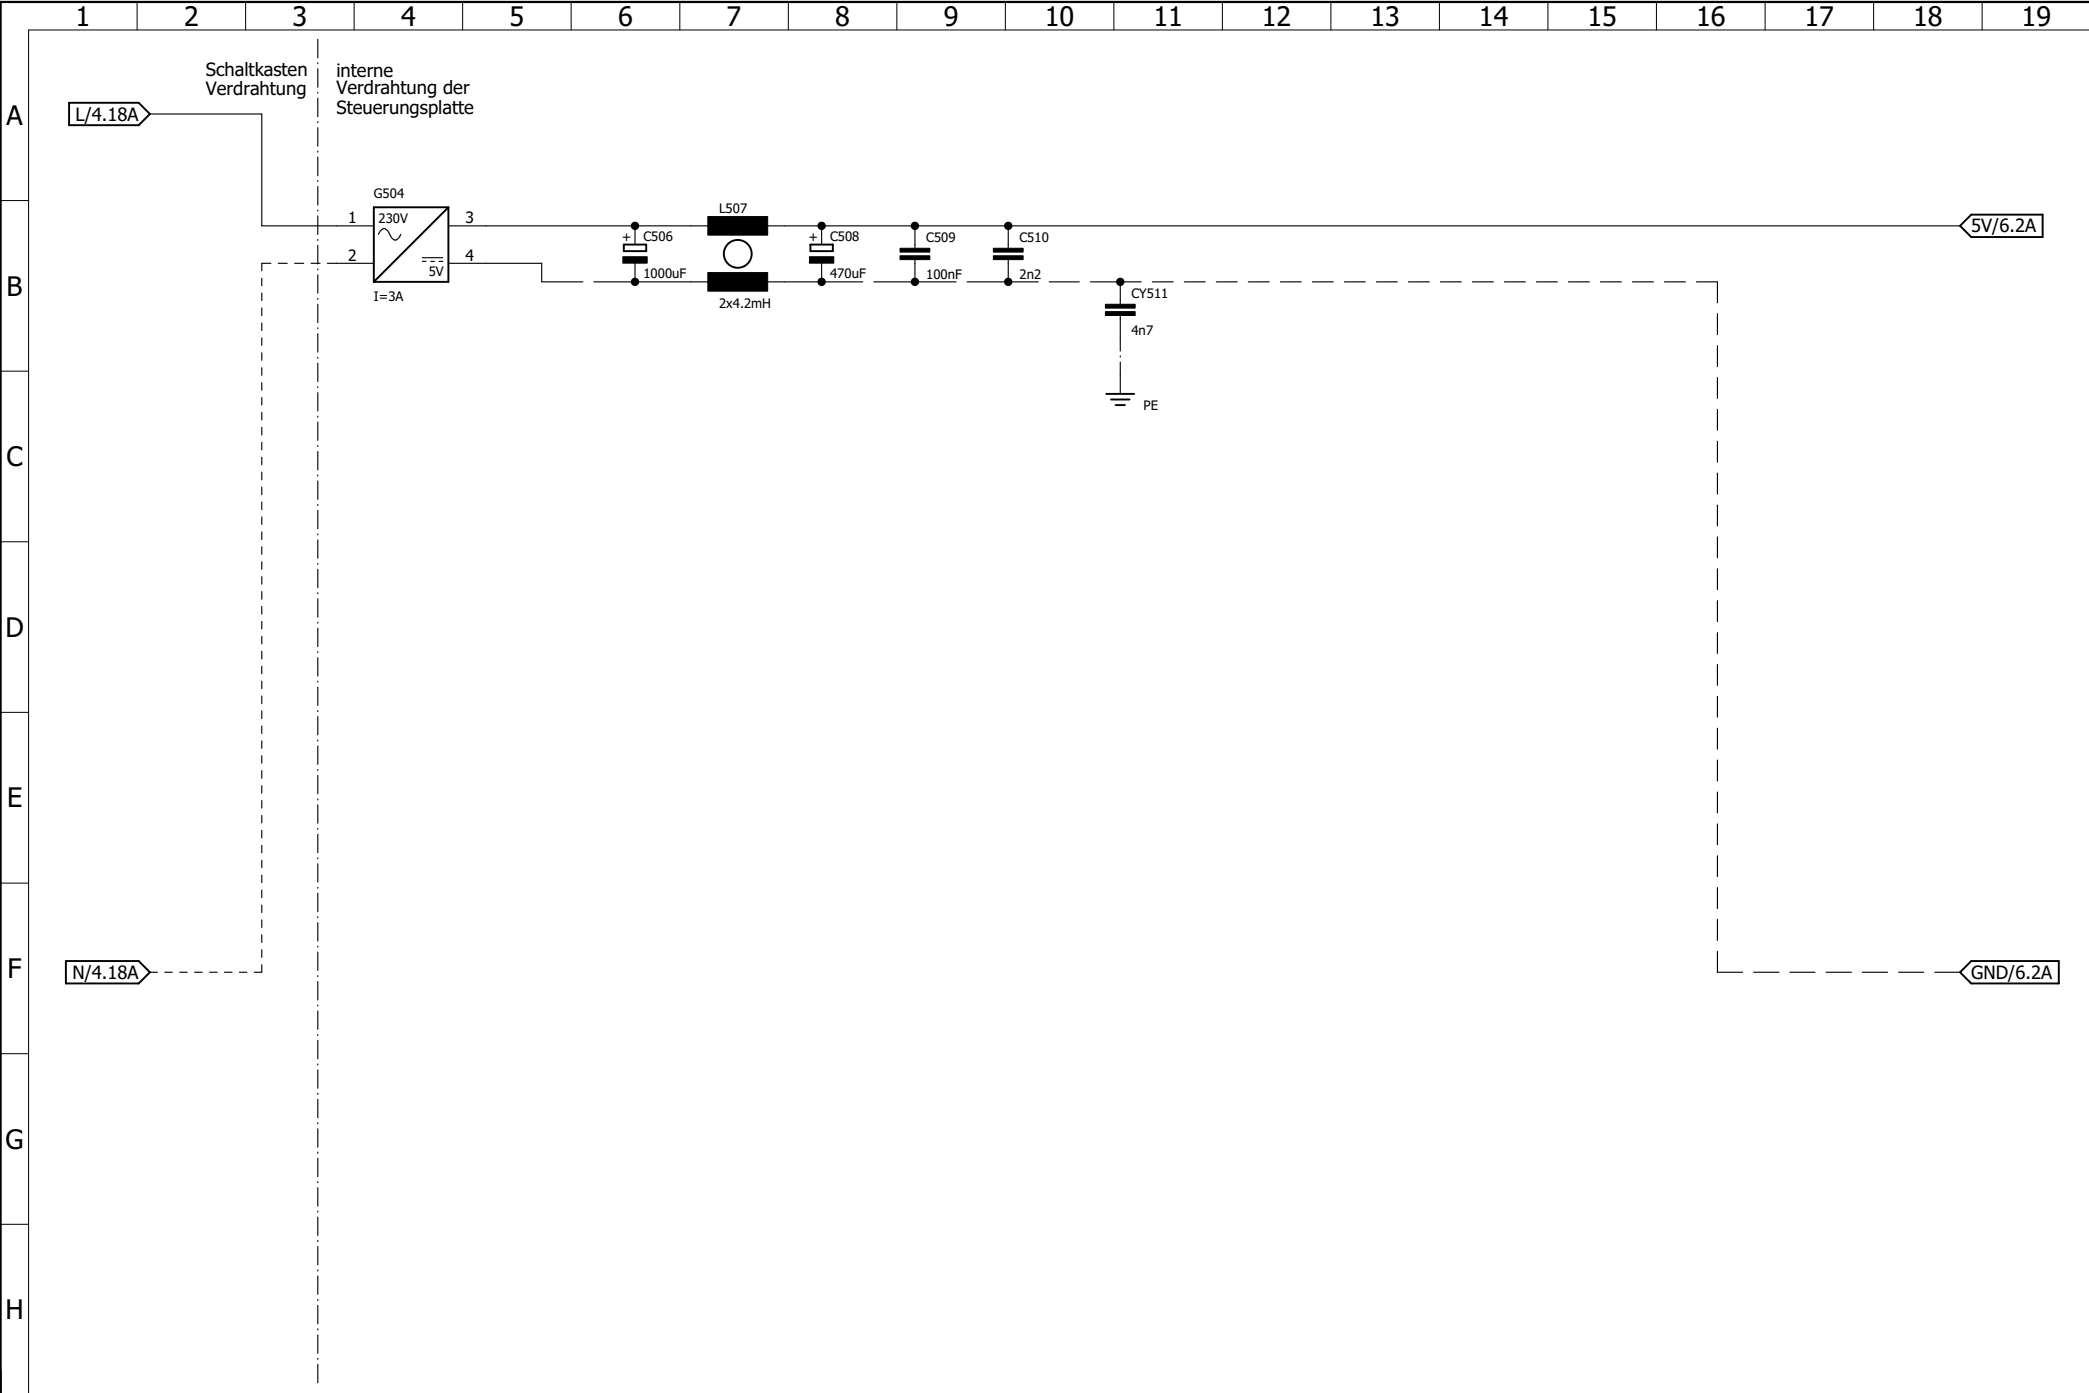 1 2 3 4 5 6 7 8 9 10 11 12 13 14 15 16 17 18 19
Schaltkasten
Verdrahtung
interne
Verdrahtung der
Steuerungsplatte
A
L/4.18A
G504
1
230V
3
2
5V
4
I=3A
L507
2x4.2mH
+ C506
1000uF
+ C508
470uF
C509
100nF
C510
2n2
5V/6.2A
B
CY511
4n7
PE
C
D
E
F
N/4.18A
GND/6.2A
G
H